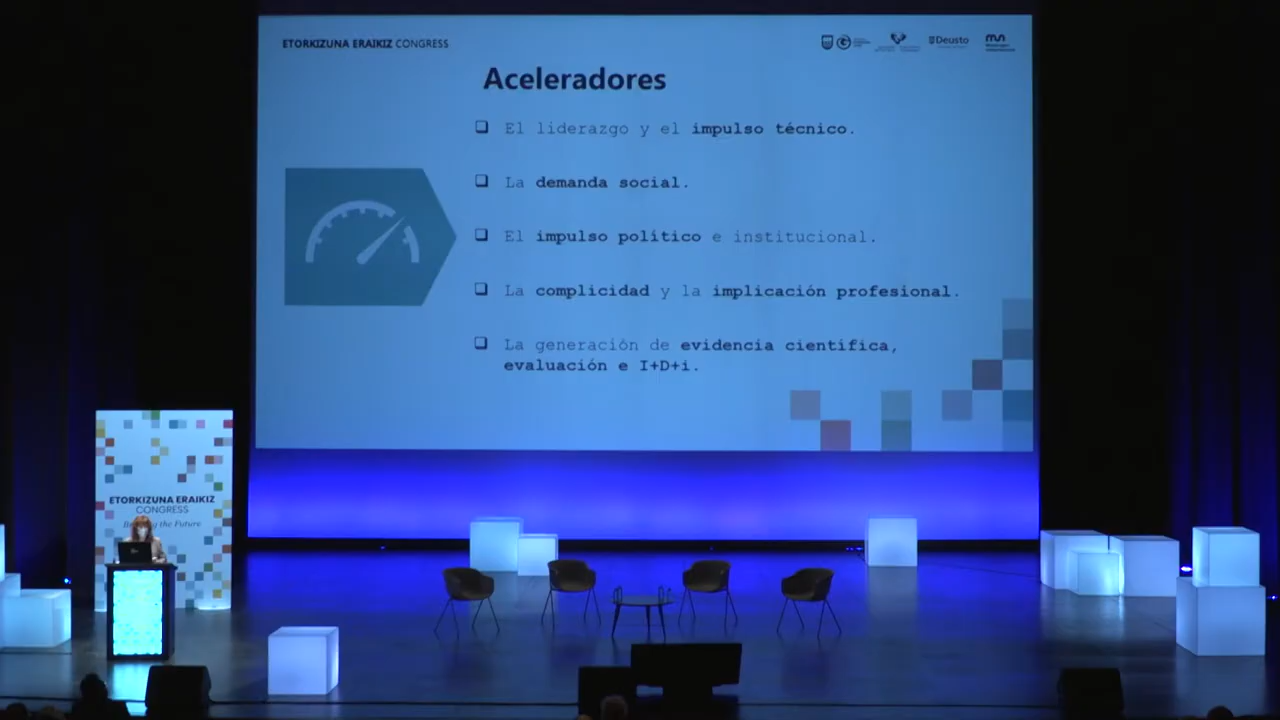 ETORKIZUNA ERAIKIZ CONGRESS
Deusto
Aceleradores
El liderazgo y el impulso técnico.
La demanda social.
El impulso político e institucional.
La complicidad y la implicación profesional.
La generación de evidencia científica,
evaluación e I+D+i.
ETORKIZUNA ERAIKIZ
CONGRESS
the Future